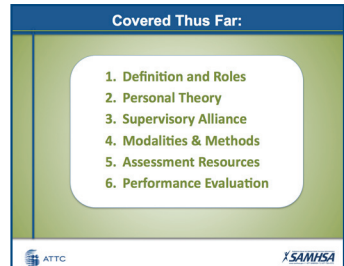 Covered Thus Far:
1. Definition and Roles
2. Personal Theory
3. Supervisory Alliance
4. Modalities & Methods
5. Assessment Resources
6. Performance Evaluation
ATTC
SAMHSA